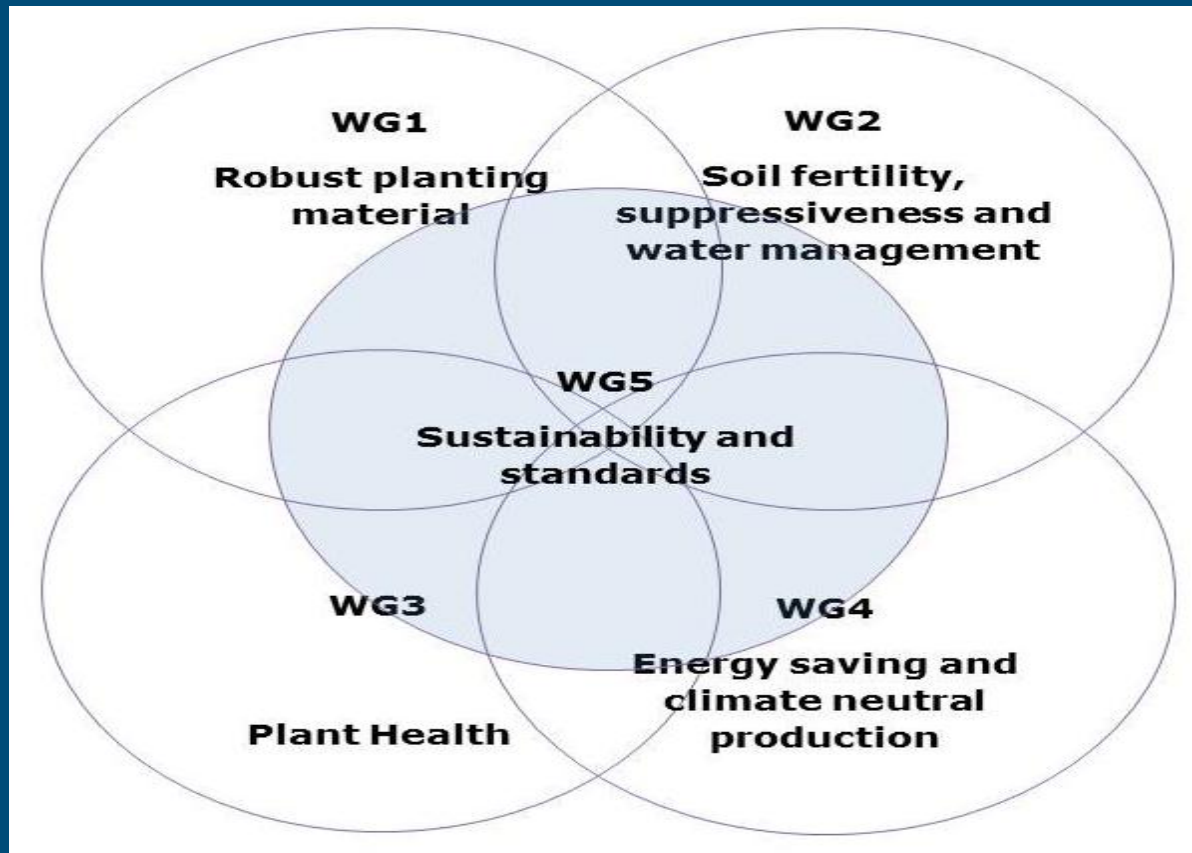 WG1
Robust planting
material
WG2
Soil fertility,
suppressiveness and
water management
WG5
Sustainability and
standards
WG3
Plant Health
WG4
Energy saving and
climate neutral
production